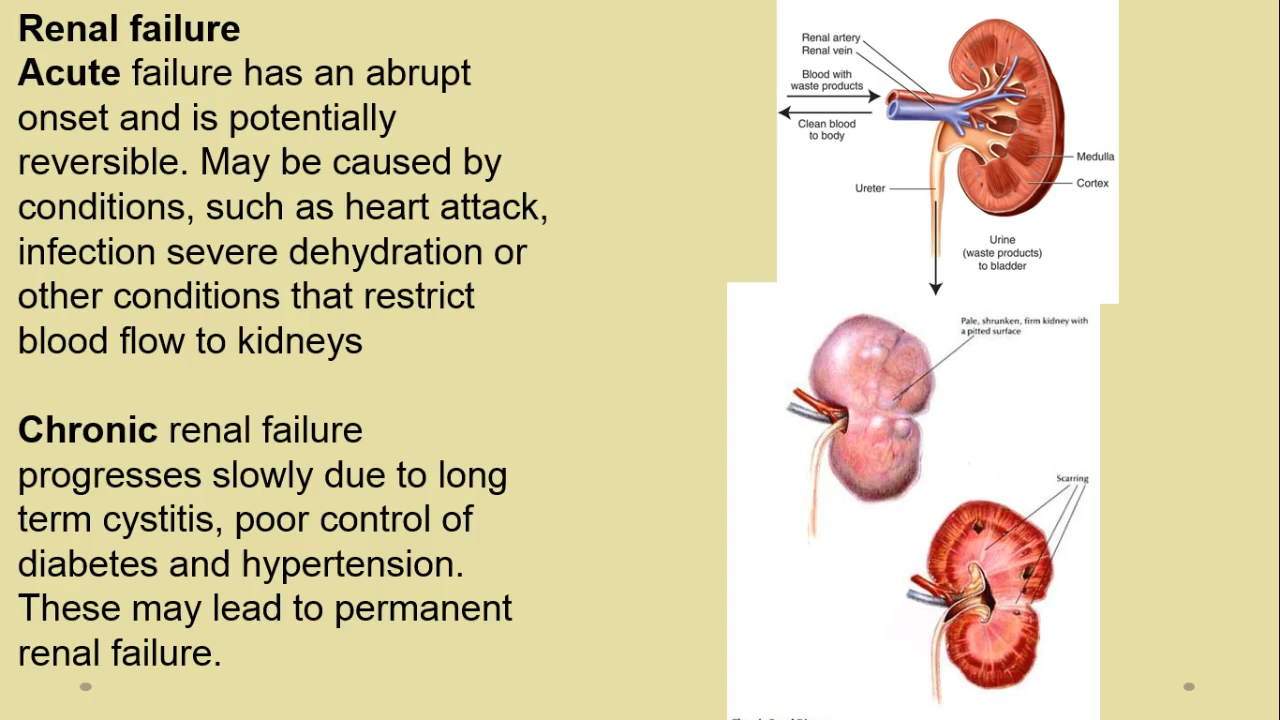 Renal failure
Acute failure has an abrupt
onset and is potentially
reversible. May be caused by
conditions, such as heart attack,
infection severe dehydration or
other conditions that restrict
blood flow to kidneys
Chronic renal failure
progresses slowly due to long
term cystitis, poor control of
diabetes and hypertension.
These may lead to permanent
renal failure.
Renal artery
Renal vein
Blood with
waste products
Clean blood
to body
Medulla
Cortex
Ureter
Urine
(waste products)
to bladder
Pale, shrunken, firm kidney with
a pitted surface
Scarring